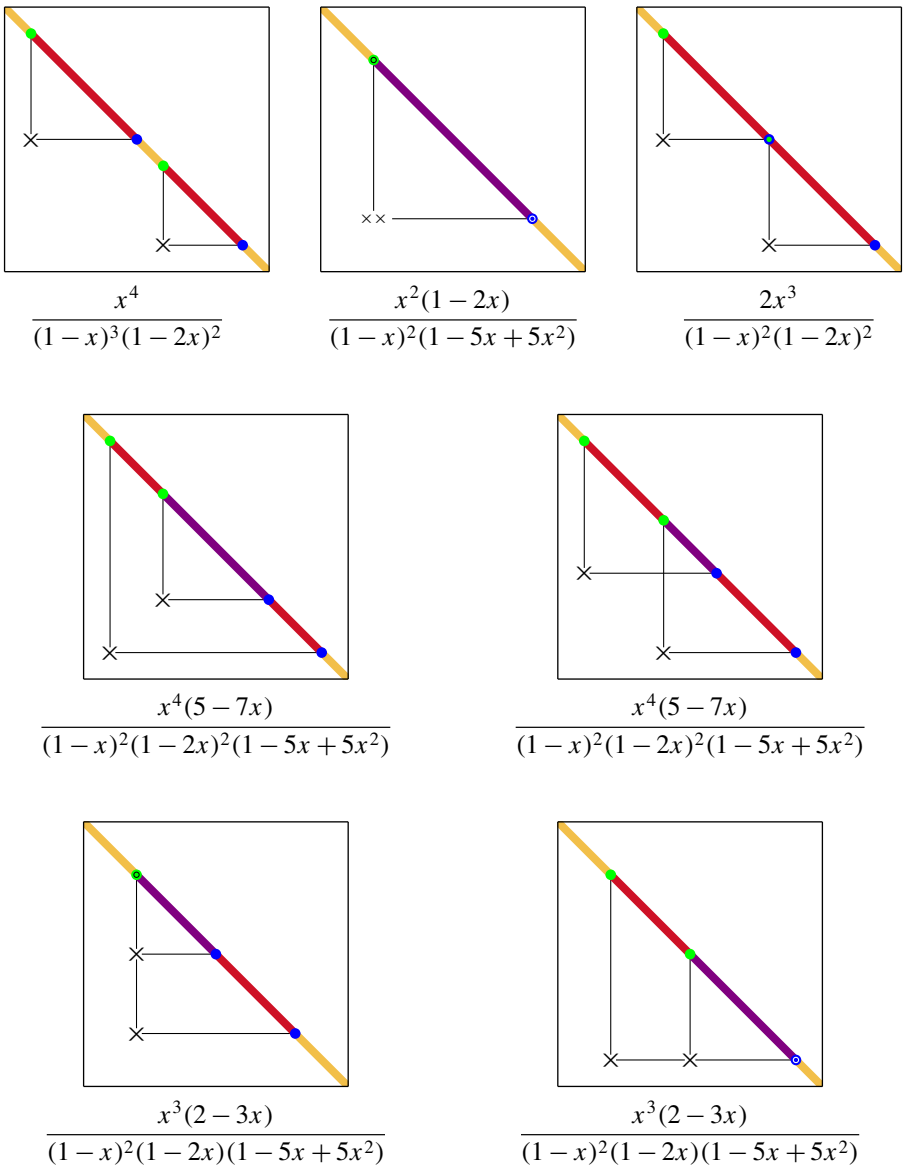 x^4 / ((1 − x)^3(1 − 2x)^2)
x^2(1 − 2x) / ((1 − x)^2(1 − 5x + 5x^2))
2x^3 / ((1 − x)^2(1 − 2x)^2)
x^4(5 − 7x) / ((1 − x)^2(1 − 2x)^2(1 − 5x + 5x^2))
x^4(5 − 7x) / ((1 − x)^2(1 − 2x)^2(1 − 5x + 5x^2))
x^3(2 − 3x) / ((1 − x)^2(1 − 2x)(1 − 5x + 5x^2))
x^3(2 − 3x) / ((1 − x)^2(1 − 2x)(1 − 5x + 5x^2))